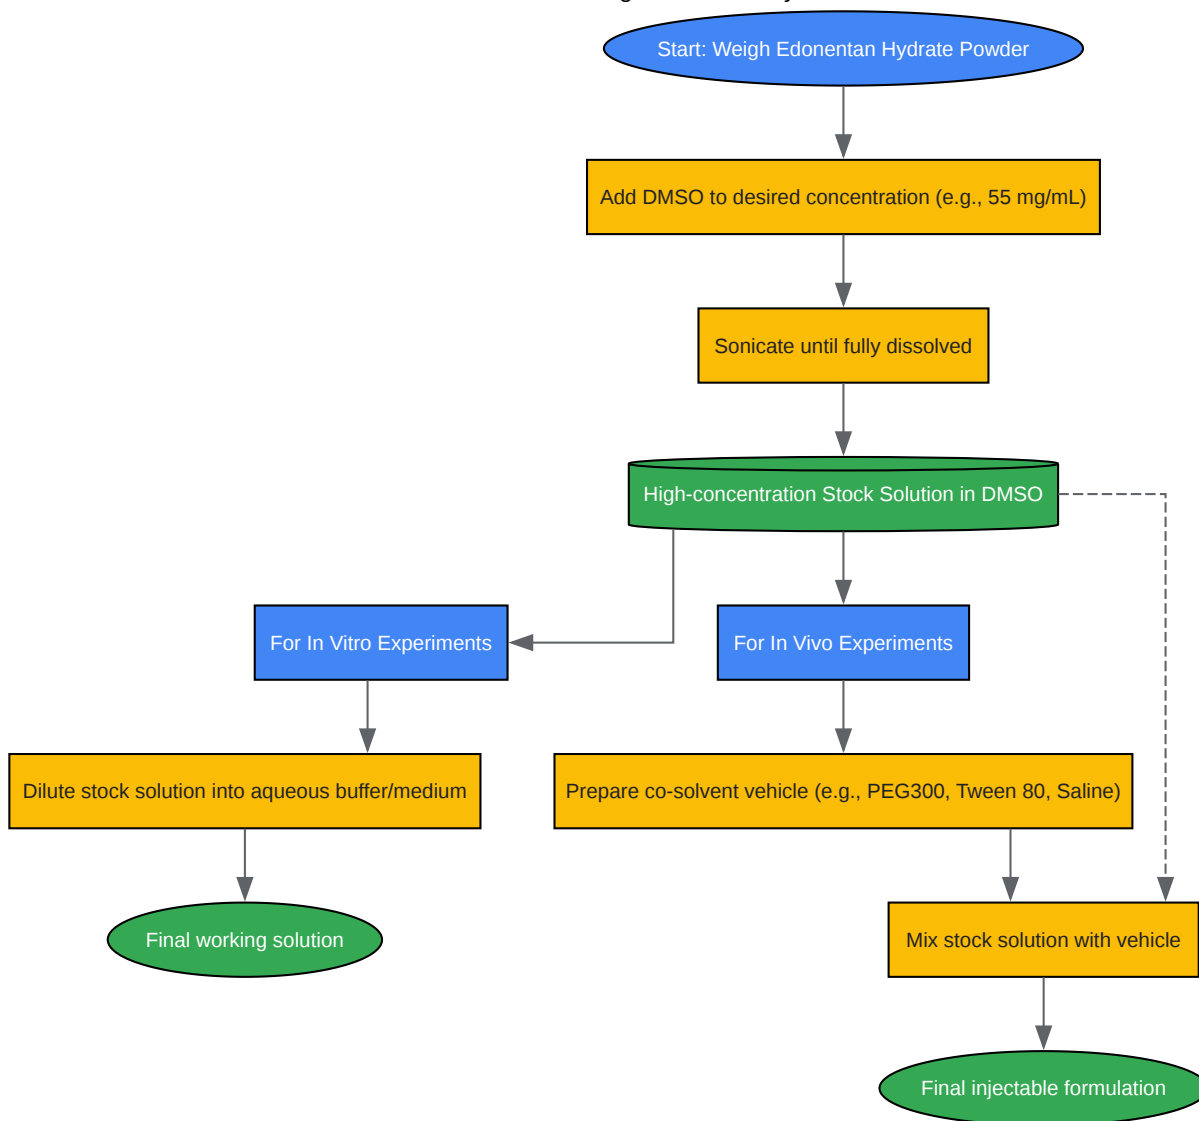 Start: Weigh Edonentan Hydrate Powder
Add DMSO to desired concentration (e.g., 55 mg/mL)
Sonicate until fully dissolved
High-concentration Stock Solution in DMSO
For In Vitro Experiments
For In Vivo Experiments
Dilute stock solution into aqueous buffer/medium
Prepare co-solvent vehicle (e.g., PEG300, Tween 80, Saline)
Final working solution
Mix stock solution with vehicle
Final injectable formulation